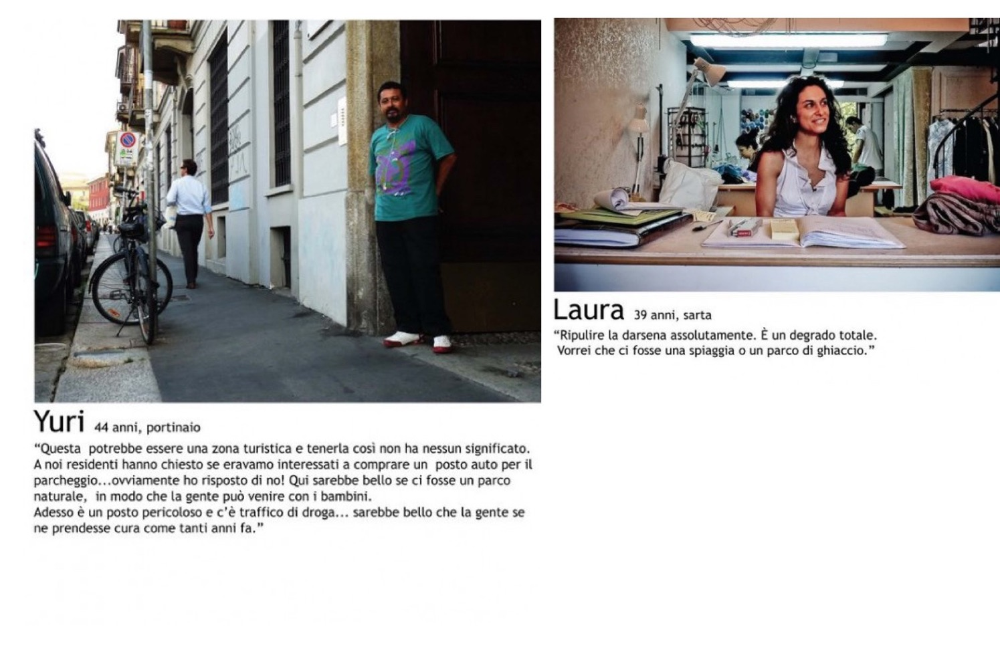 Yuri 44 anni, portinaio
“Questa potrebbe essere una zona turistica e tenerla così non ha nessun significato.
A noi residenti hanno chiesto se eravamo interessati a comprare un posto auto per il
parcheggio...ovviamente ho risposto di no! Qui sarebbe bello se ci fosse un parco
naturale, in modo che la gente può venire con i bambini.
Adesso è un posto pericoloso e c’è traffico di droga... sarebbe bello che la gente se
ne prendesse cura come tanti anni fa.”
Laura 39 anni, sarta
“Ripulire la darsena assolutamente. È un degrado totale.
Vorrei che ci fosse una spiaggia o un parco di ghiaccio.”